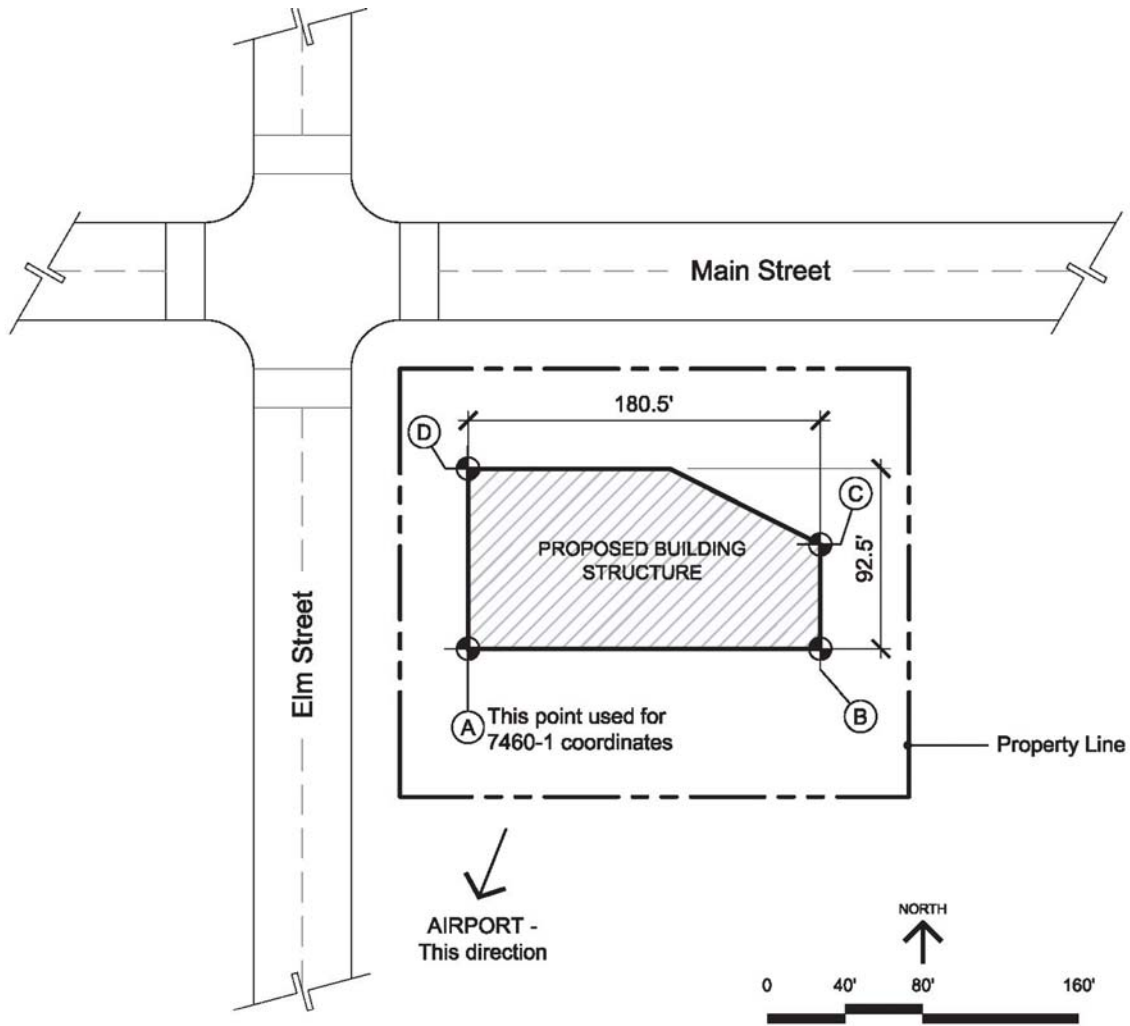 Main Street
180.5'
D
C
PROPOSED BUILDING
STRUCTURE
92.5'
Elm Street
A
This point used for
7460-1 coordinates
B
Property Line
AIRPORT -
This direction
NORTH
0 40' 80' 160'